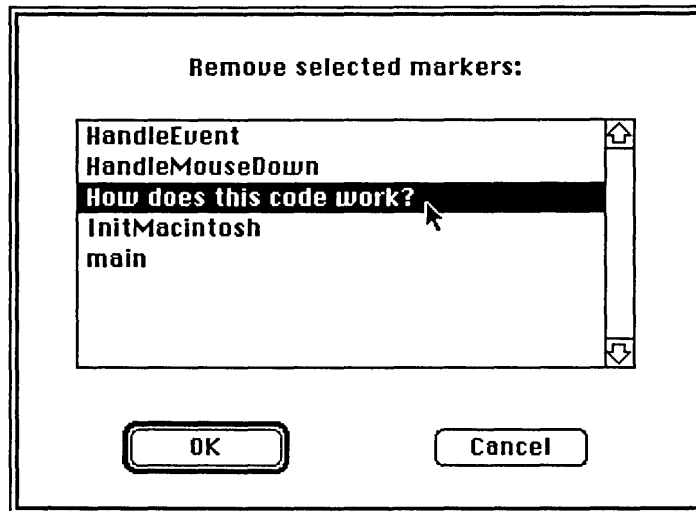 Remove selected markers:
HandleEvent
HandleMouseDown
How does this code work?
InitMacintosh
main
OK
Cancel